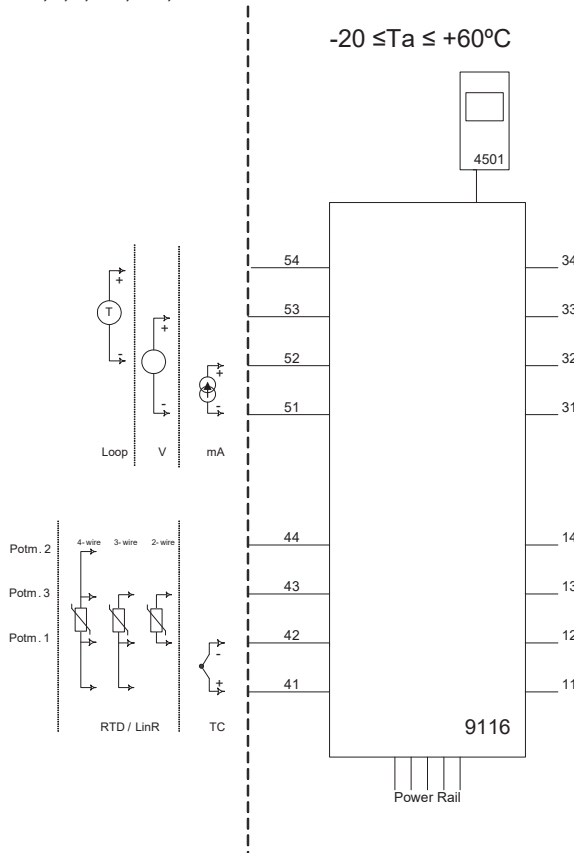 -20 ≤Ta ≤ +60ºC
4501
54
34
+
T
53
33
+
-
52
32
+
-
-
51
31
Loop
V
mA
44
14
Potm. 2
4-wire
3-wire
2-wire
43
13
Potm. 3
42
12
Potm. 1
-
+
41
11
RTD / LinR
TC
9116
Power Rail